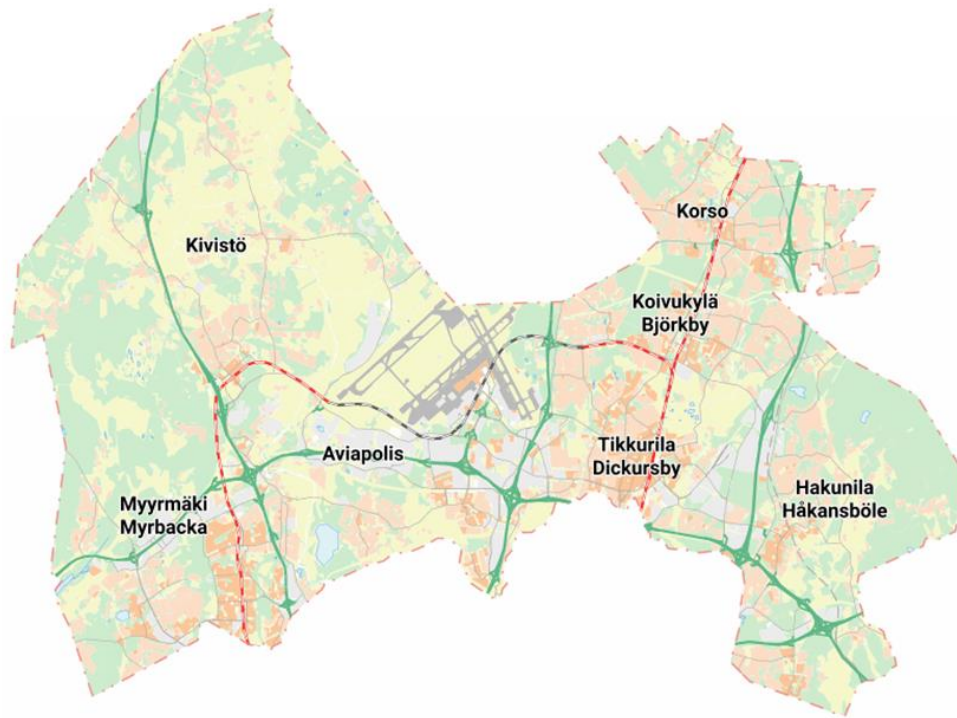 Korso
Kivistö
Koivukylä
Björkby
Aviapolis
Tikkurila
Dickursby
Myyrmäki
Myrbacka
Hakunila
Håkansböle